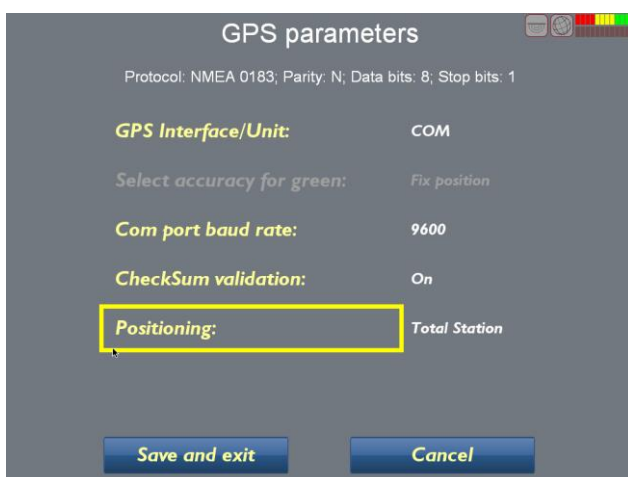 GPS parameters
Protocol: NMEA 0183; Parity: N; Data bits: 8; Stop bits: 1
GPS Interface/Unit: COM
Select accuracy for green: Fix position
Com port baud rate: 9600
CheckSum validation: On
Positioning: Total Station
Save and exit Cancel